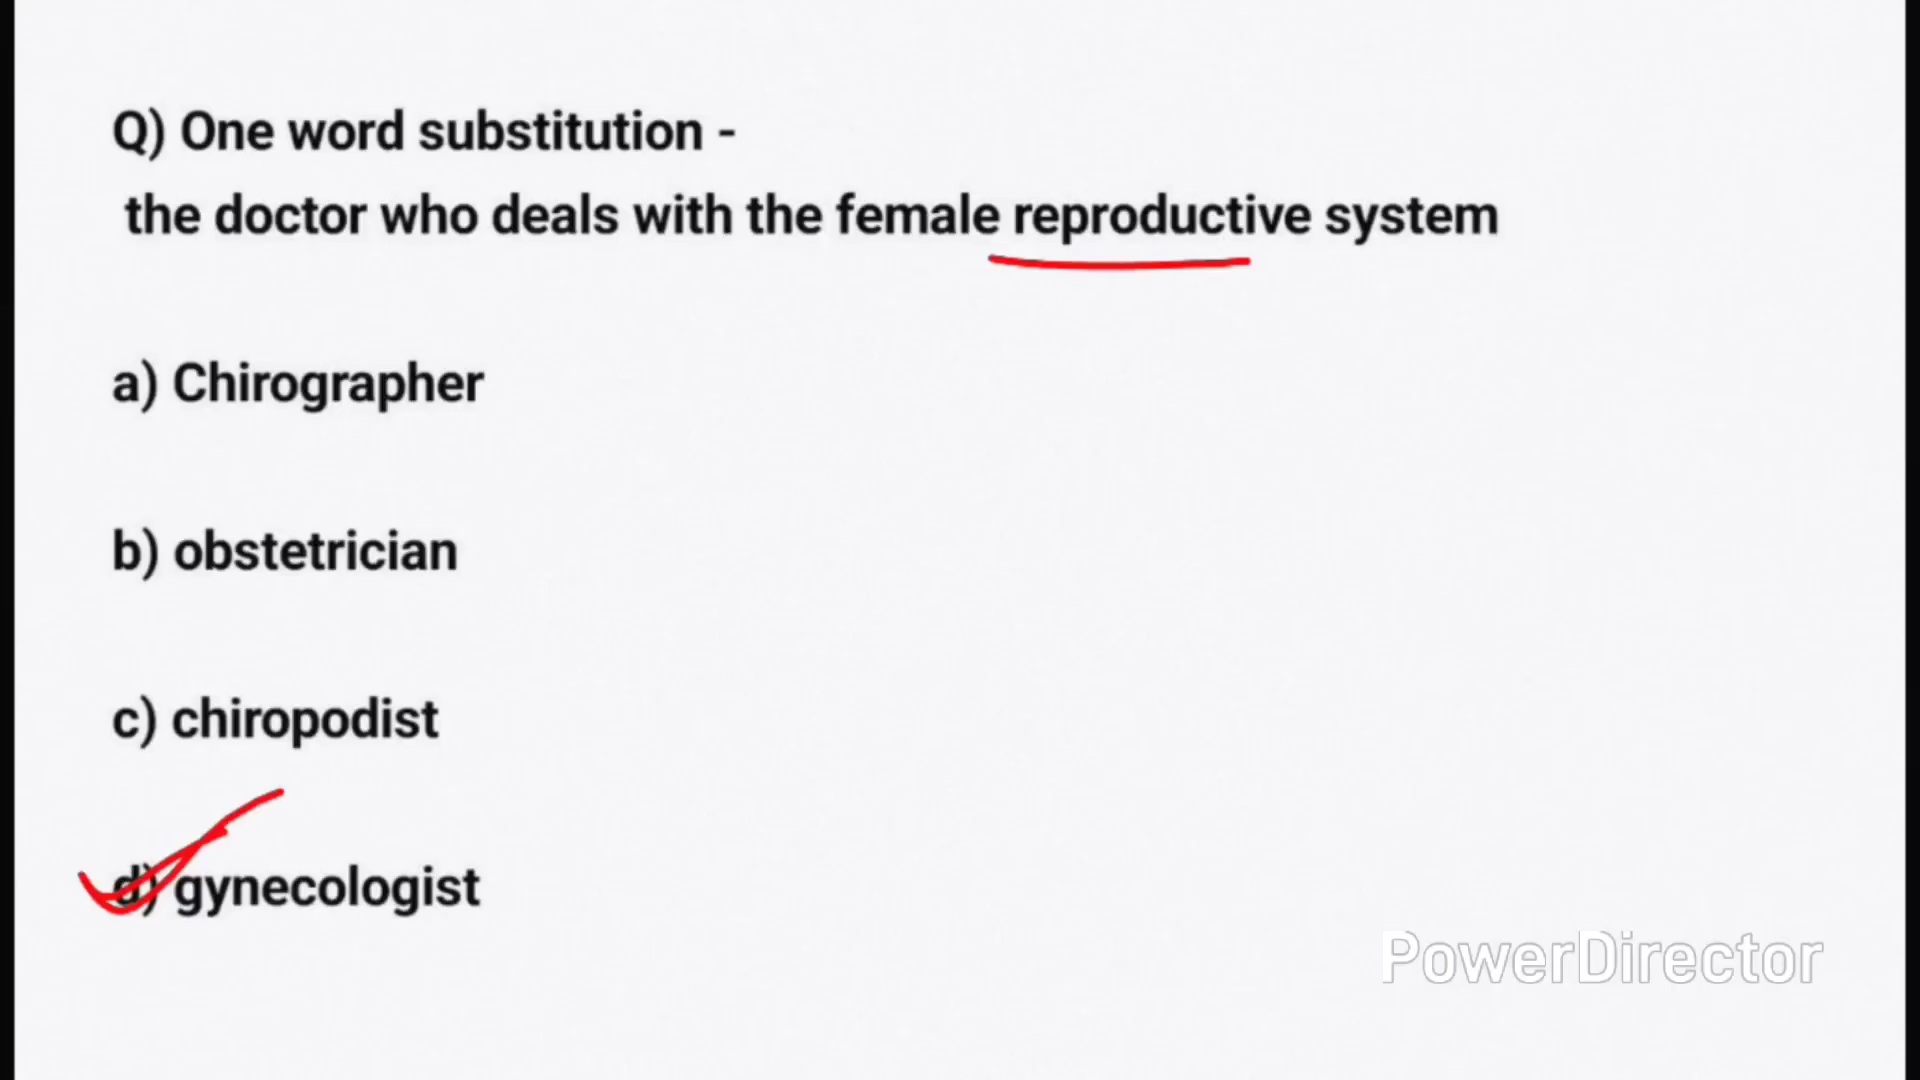 Q) One word substitution -
the doctor who deals with the female reproductive system
a) Chirographer
b) obstetrician
c) chiropodist
d) gynecologist
PowerDirector